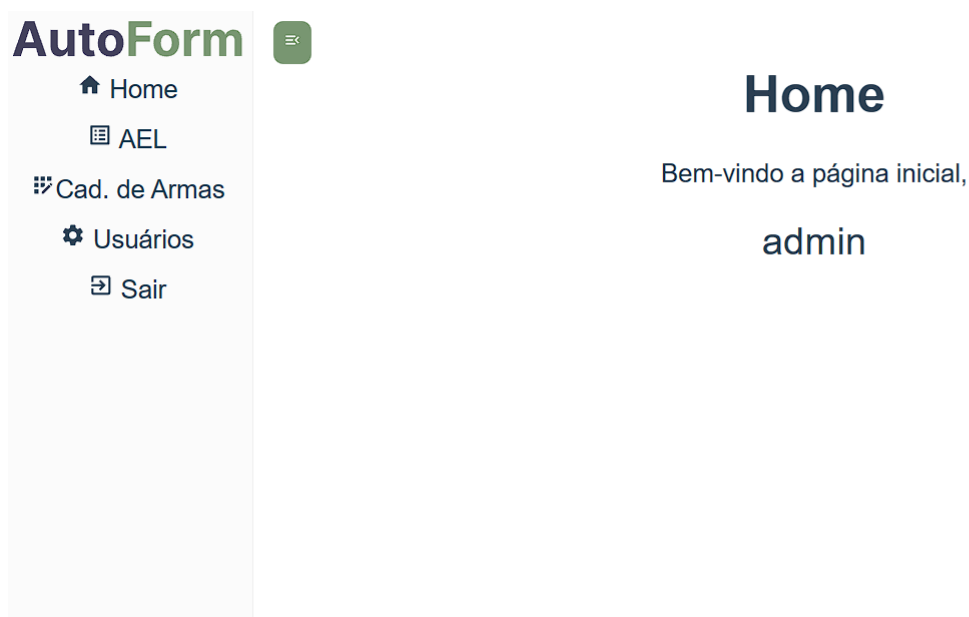 AutoForm
Home
AEL
Cad. de Armas
Usuários
Sair
Home
Bem-vindo a página inicial,
admin